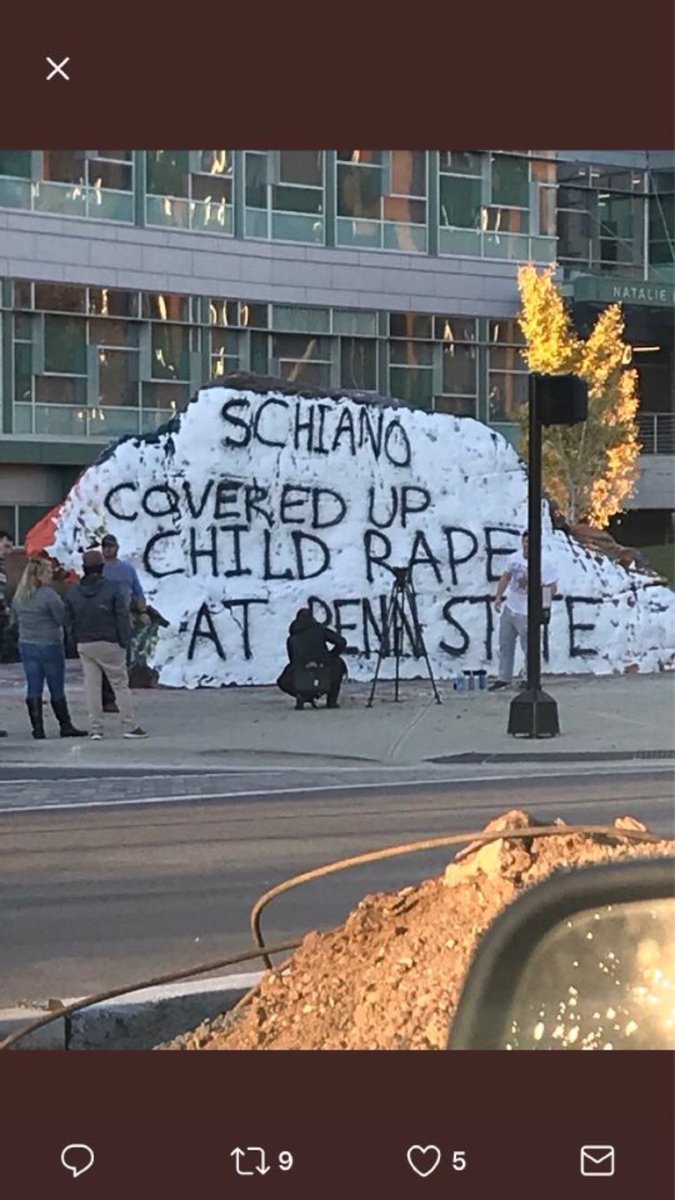 NATALIE
SCHIANO
COVERED UP
CHILD RAPE
AT PENN STATE
9
5